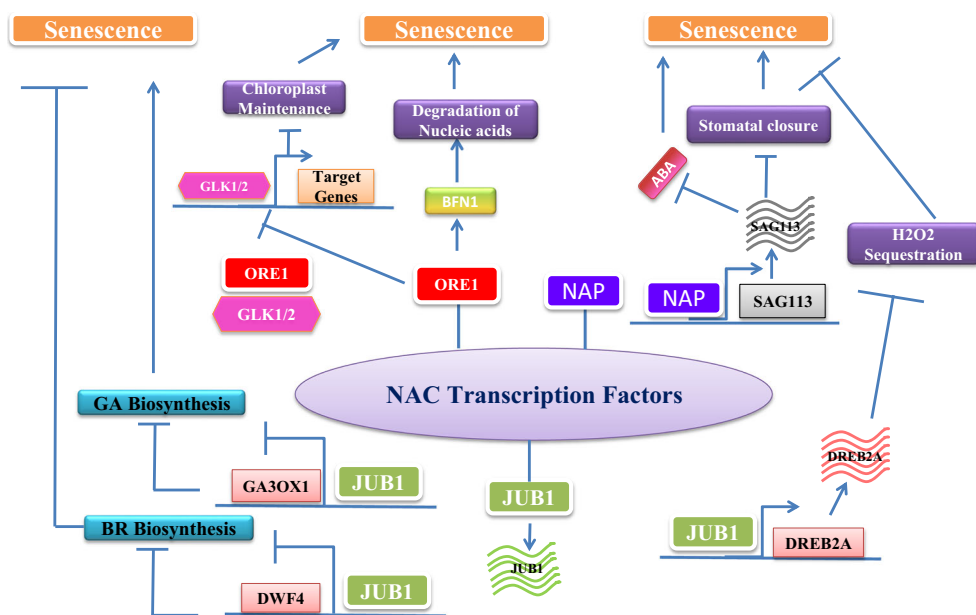 Senescence
Senescence
Senescence
Chloroplast
Maintenance
Degradation of
Nucleic acids
Stomatal closure
ABA
GLK1/2
Target
Genes
BFN1
SAG113
H2O2
Sequestration
ORE1
GLK1/2
ORE1
NAP
NAP
SAG113
NAC Transcription Factors
GA Biosynthesis
GA3OX1
JUB1
BR Biosynthesis
DWF4
JUB1
JUB1
JUB1
DREB2A
JUB1
DREB2A